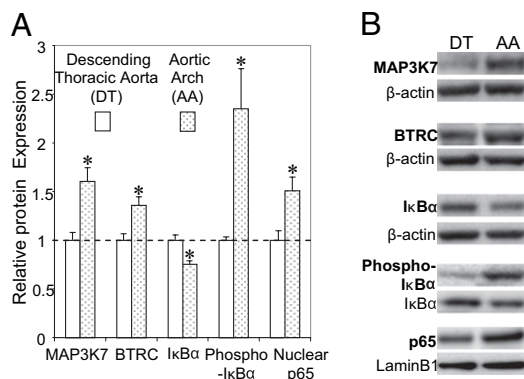 A
Relative protein Expression
3
2.5
2
1.5
1
0.5
0
Descending
Thoracic Aorta
(DT)
Aortic
Arch
(AA)
*
*
*
*
*
MAP3K7
BTRC
IκBα
Phospho
-IκBα
Nuclear
p65
B
DT AA
MAP3K7
β-actin
BTRC
β-actin
IκBα
β-actin
Phospho-
IκBα
IκBα
p65
LaminB1